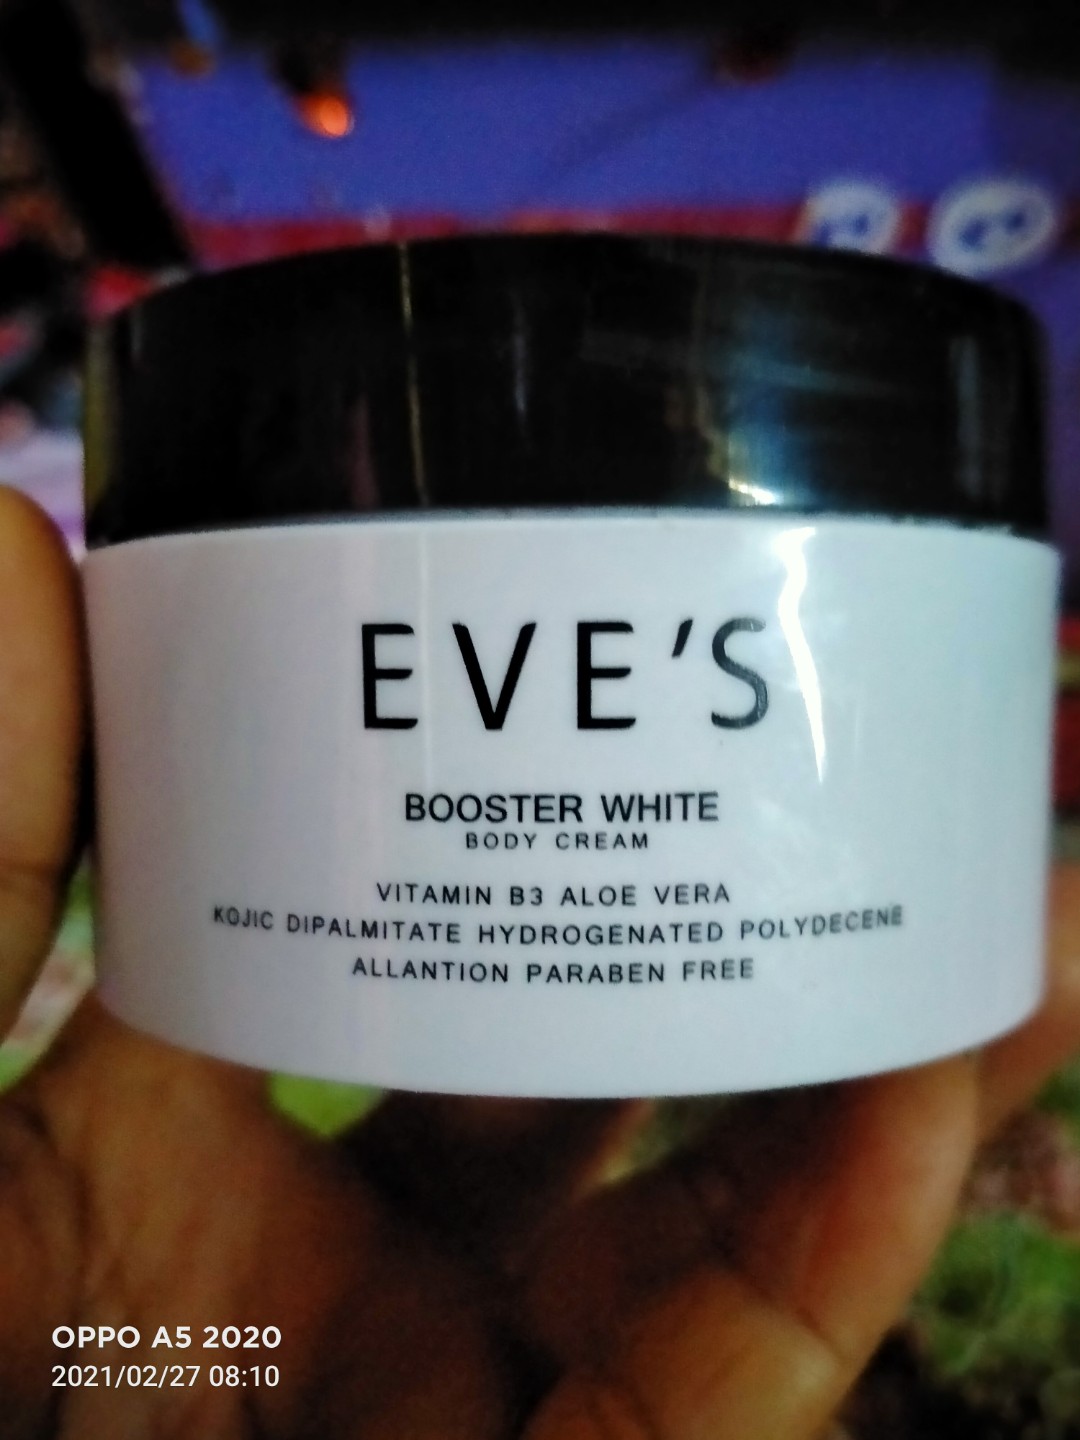 EVE'S
BOOSTER WHITE
BODY CREAM
VITAMIN B3 ALOE VERA
KOJIC DIPALMITATE HYDROGENATED POLYDECENE
ALLANTION PARABEN FREE
OPPO A5 2020
2021/02/27 08:10